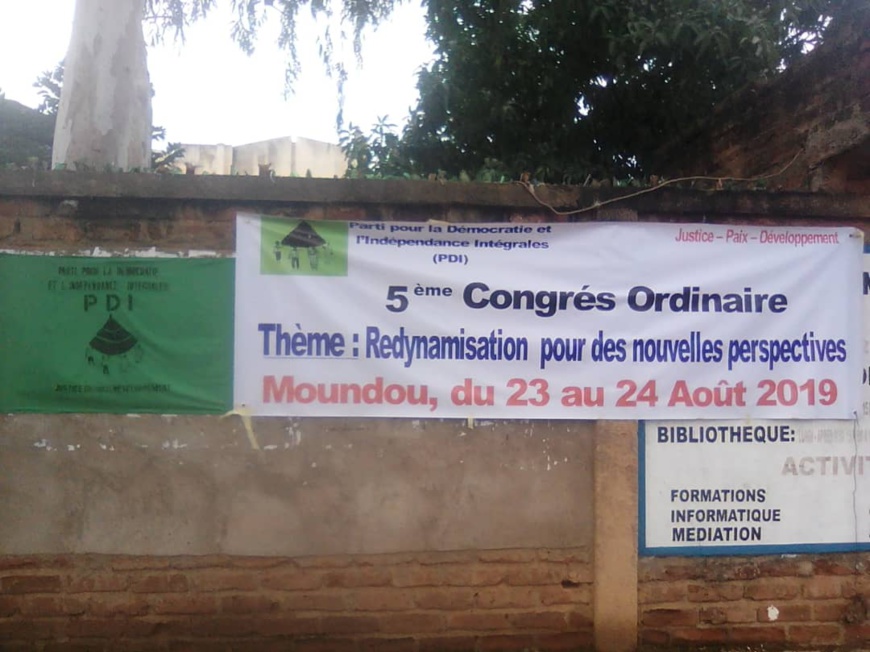 PARTI POUR LA DEMOCRATIE
ET L'INDEPENDANCE INTEGRALES
PDI
Parti pour la Démocratie et
l'Indépendance Intégrales
(PDI)
Justice – Paix – Développement
5ème Congrés Ordinaire
Thème : Redynamisation pour des nouvelles perspectives
Moundou, du 23 au 24 Août 2019
BIBLIOTHEQUE:
ACTIVIT
FORMATIONS
INFORMATIQUE
MEDIATION